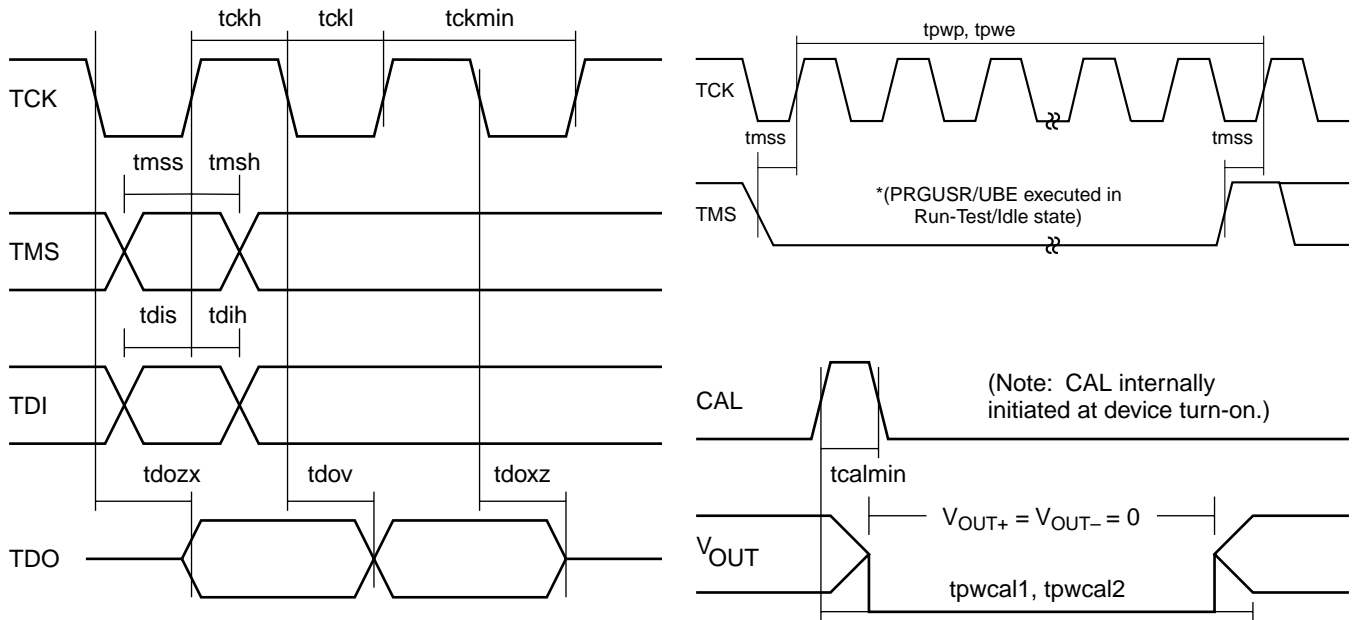 tckh tckl tckmin
TCK
tmss tmsh
TMS
tdis tdih
TDI
tdozx tdov tdoxz
TDO
tpwp, tpwe
TCK
tmss tmss
TMS
*(PRGUSR/UBE executed in
Run-Test/Idle state)
CAL
(Note: CAL internally
initiated at device turn-on.)
tcalmin
VOUT+ = VOUT– = 0
VOUT
tpwcal1, tpwcal2